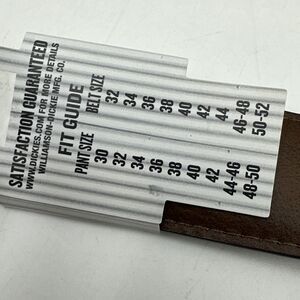 SATISFACTION GUARANTEED
WWW.DICKIES.COM FOR MORE DETAILS
WILLIAMSON-DICKIE MFG. CO.
FIT GUIDE
PANT SIZE BELT SIZE
30 32
32 34
34 36
36 38
38 40
40 42
42 44
44-46 46-48
48-50 50-52